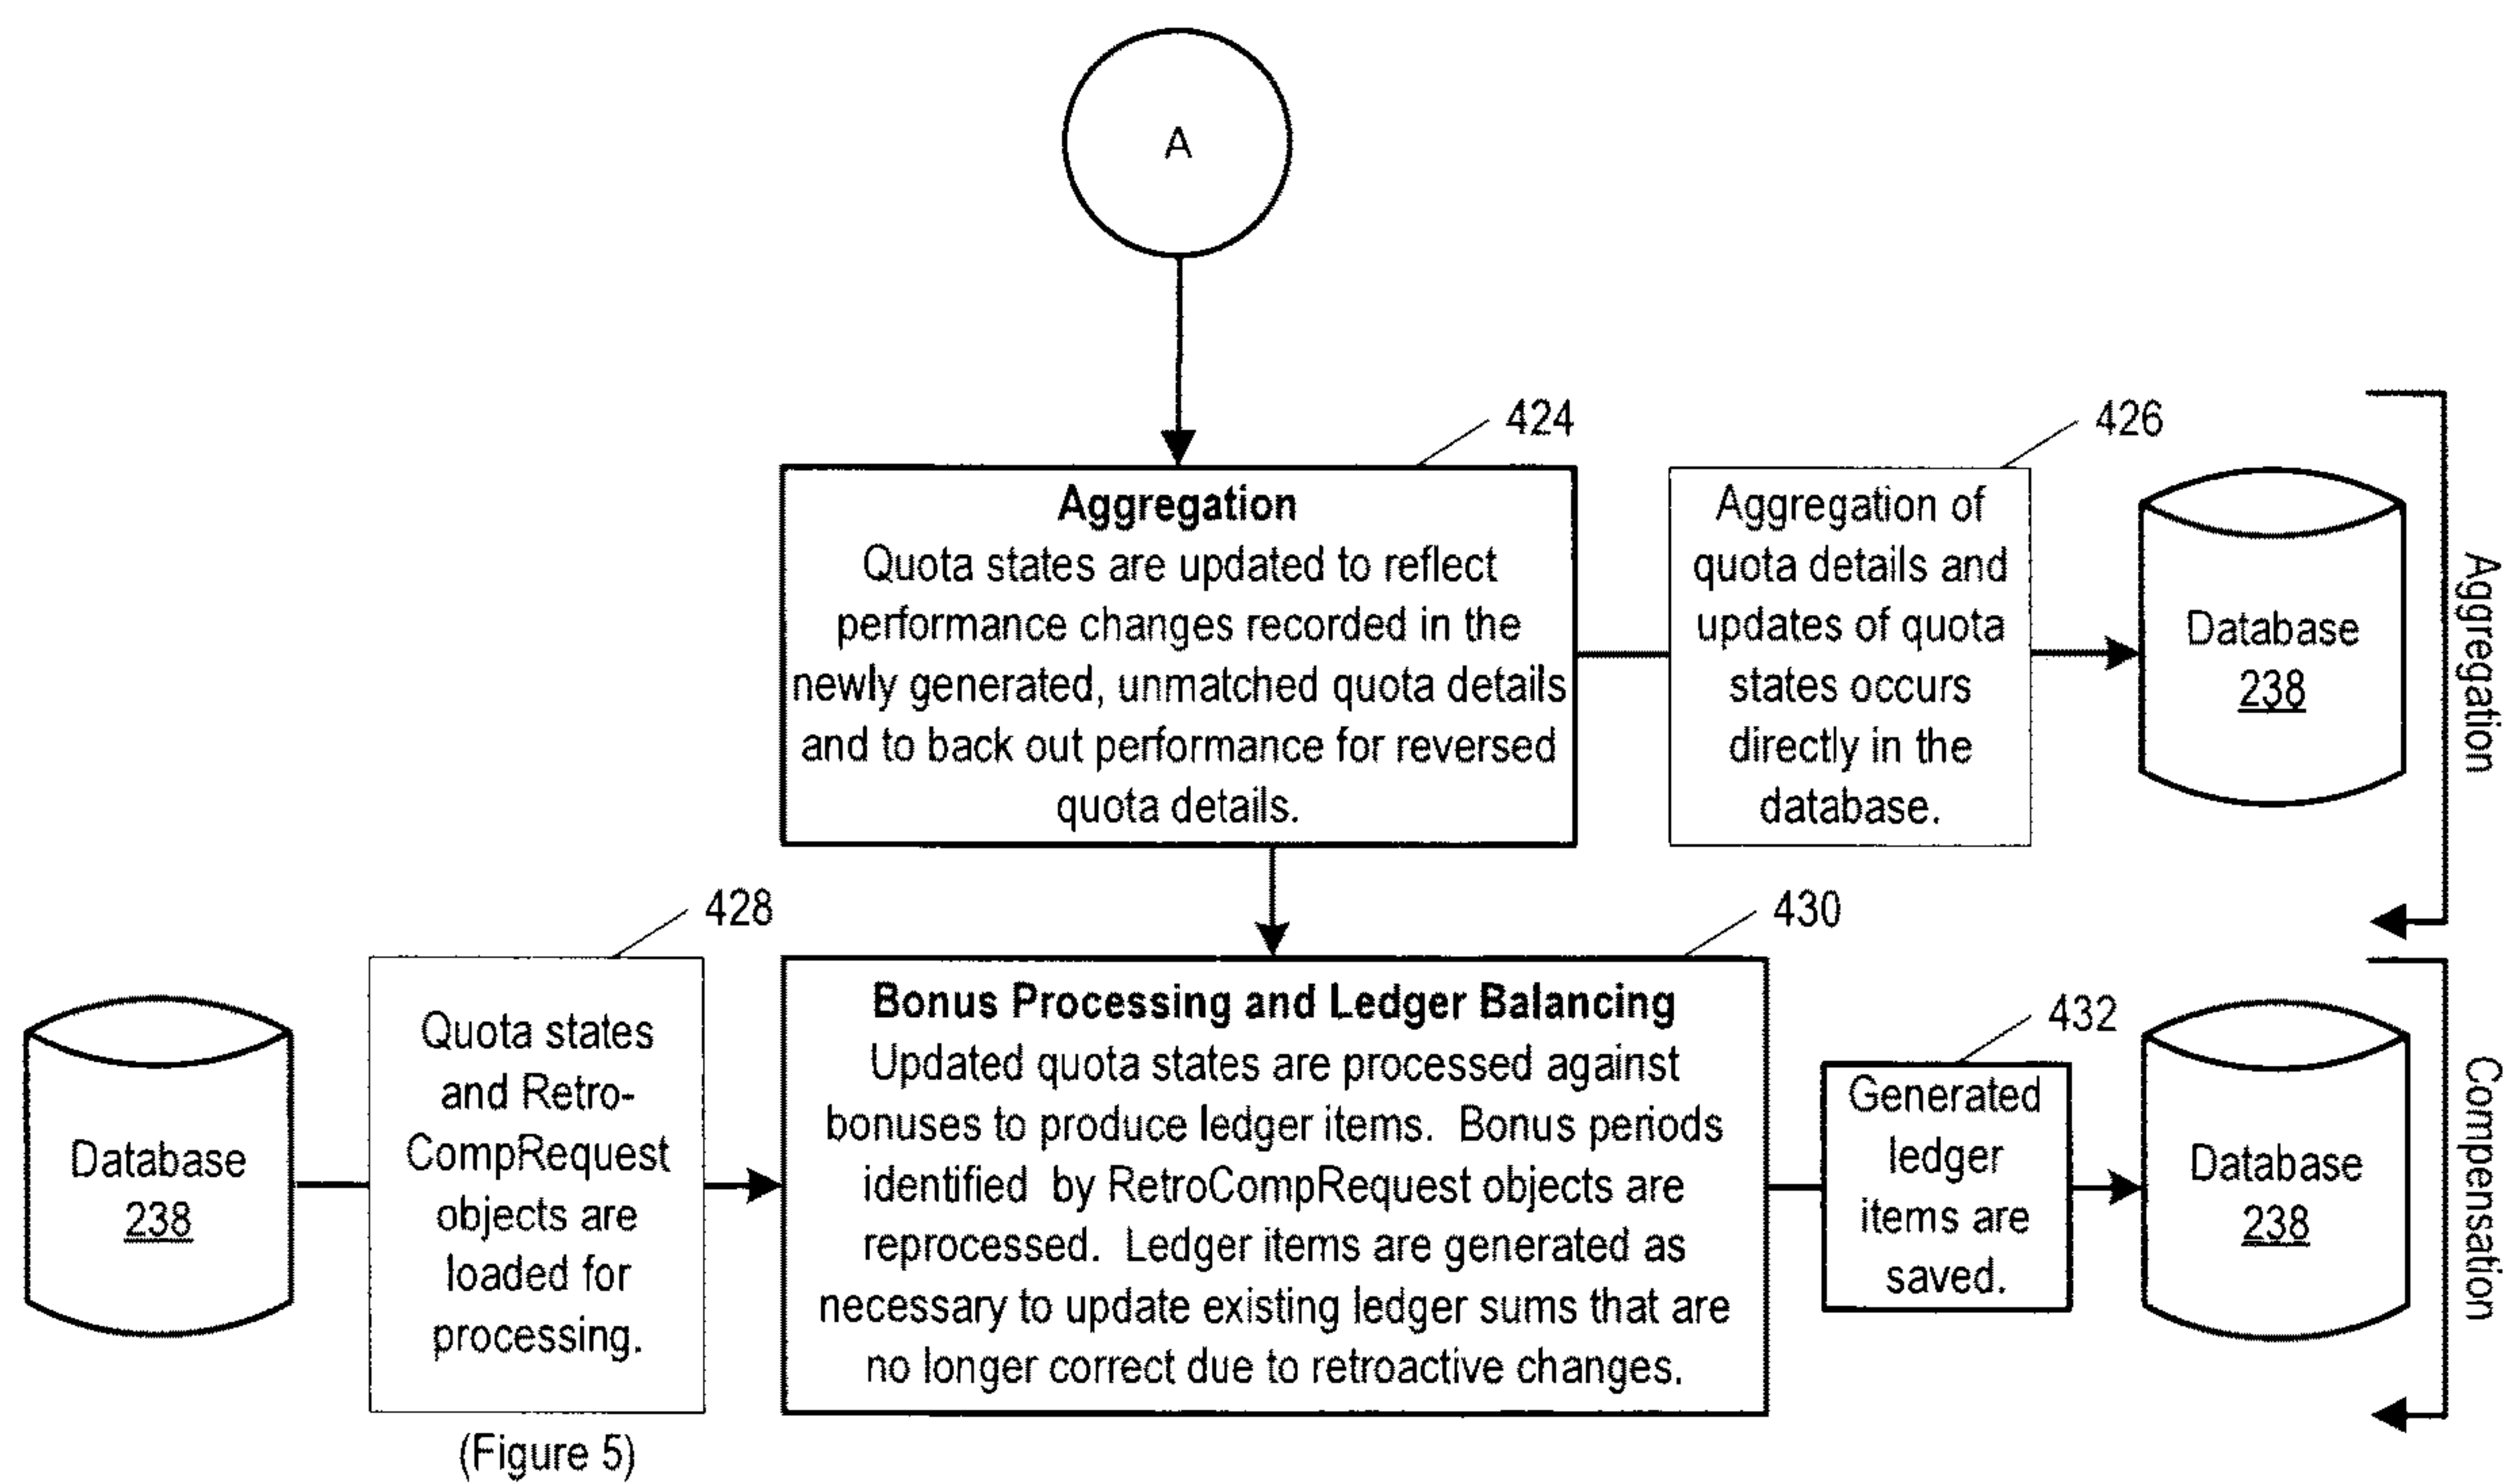 A
424
Aggregation
Quota states are updated to reflect
performance changes recorded in the
newly generated, unmatched quota details
and to back out performance for reversed
quota details.
426
Aggregation of
quota details and
updates of quota
states occurs
directly in the
database.
Database
238
Aggregation
Database
238
428
Quota states
and Retro-
CompRequest
objects are
loaded for
processing.
(Figure 5)
430
Bonus Processing and Ledger Balancing
Updated quota states are processed against
bonuses to produce ledger items. Bonus periods
identified by RetroCompRequest objects are
reprocessed. Ledger items are generated as
necessary to update existing ledger sums that are
no longer correct due to retroactive changes.
432
Generated
ledger
items are
saved.
Database
238
Compensation